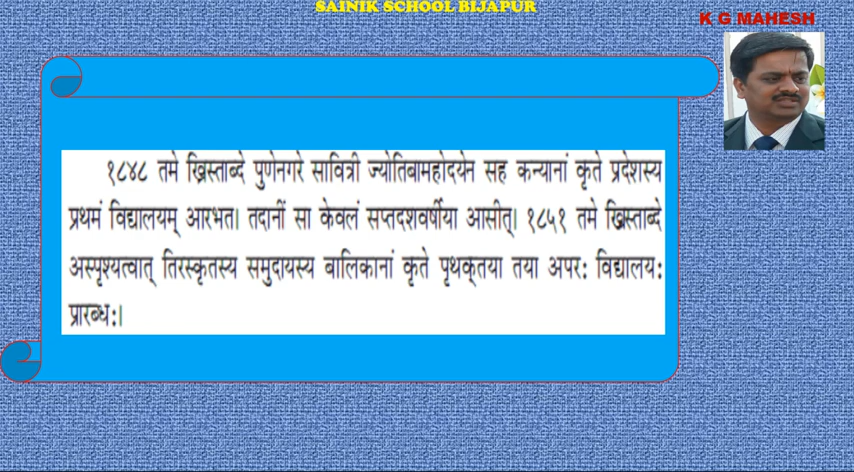 SAINIK SCHOOL BIJAPUR
K G MAHESH
१८४८ तमे ख्रिस्ताब्दे पुणेनगरे सावित्री ज्योतिबामहोदयेन सह कन्यानां कृते प्रदेशस्य
प्रथमं विद्यालयम् आरभत। तदानीं सा केवलं सप्तदशवर्षीया आसीत्। १८५१ तमे ख्रिस्ताब्दे
अस्पृश्यत्वात् तिरस्कृतस्य समुदायस्य बालिकानां कृते पृथक्तया तया अपरः विद्यालयः
प्रारब्धः।